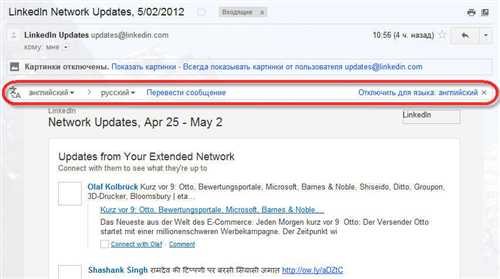 LinkedIn Network Updates, 5/02/2012 Входящие x
LinkedIn Updates updates@linkedin.com 10:56 (4 ч. назад)
кому: мне
Картинки отключены. Показать картинки - Всегда показывать картинки от пользователя updates@linkedin.com
английский > русский Перевести сообщение Отключить для языка: английский x
LinkedIn
Network Updates, Apr 25 - May 2 LinkedIn
Updates from Your Extended Network
Connect with them to see what they're up to
Olaf Kolbrück Kurz vor 9: Otto, Bewertungsportale, Microsoft, Barnes & Noble, Shiseido, Ditto, Groupon,
3D-Drucker, Bloomsbury | eta...
Kurz vor 9: Otto, Bewertungsportale, Microsoft, Barnes & Noble....
Das Neueste aus der Welt des E-Commerce: Jeden Morgen kurz vor 9 Otto: Der Versender Otto
startet mit einer millionenschweren Werbekampagne. Der Zeitpunkt wi
Connect with Olaf · Comment
Shashank Singh रामदेव की टिप्पणी पर बरसी सियासी जमात http://ow.ly/aDZtC